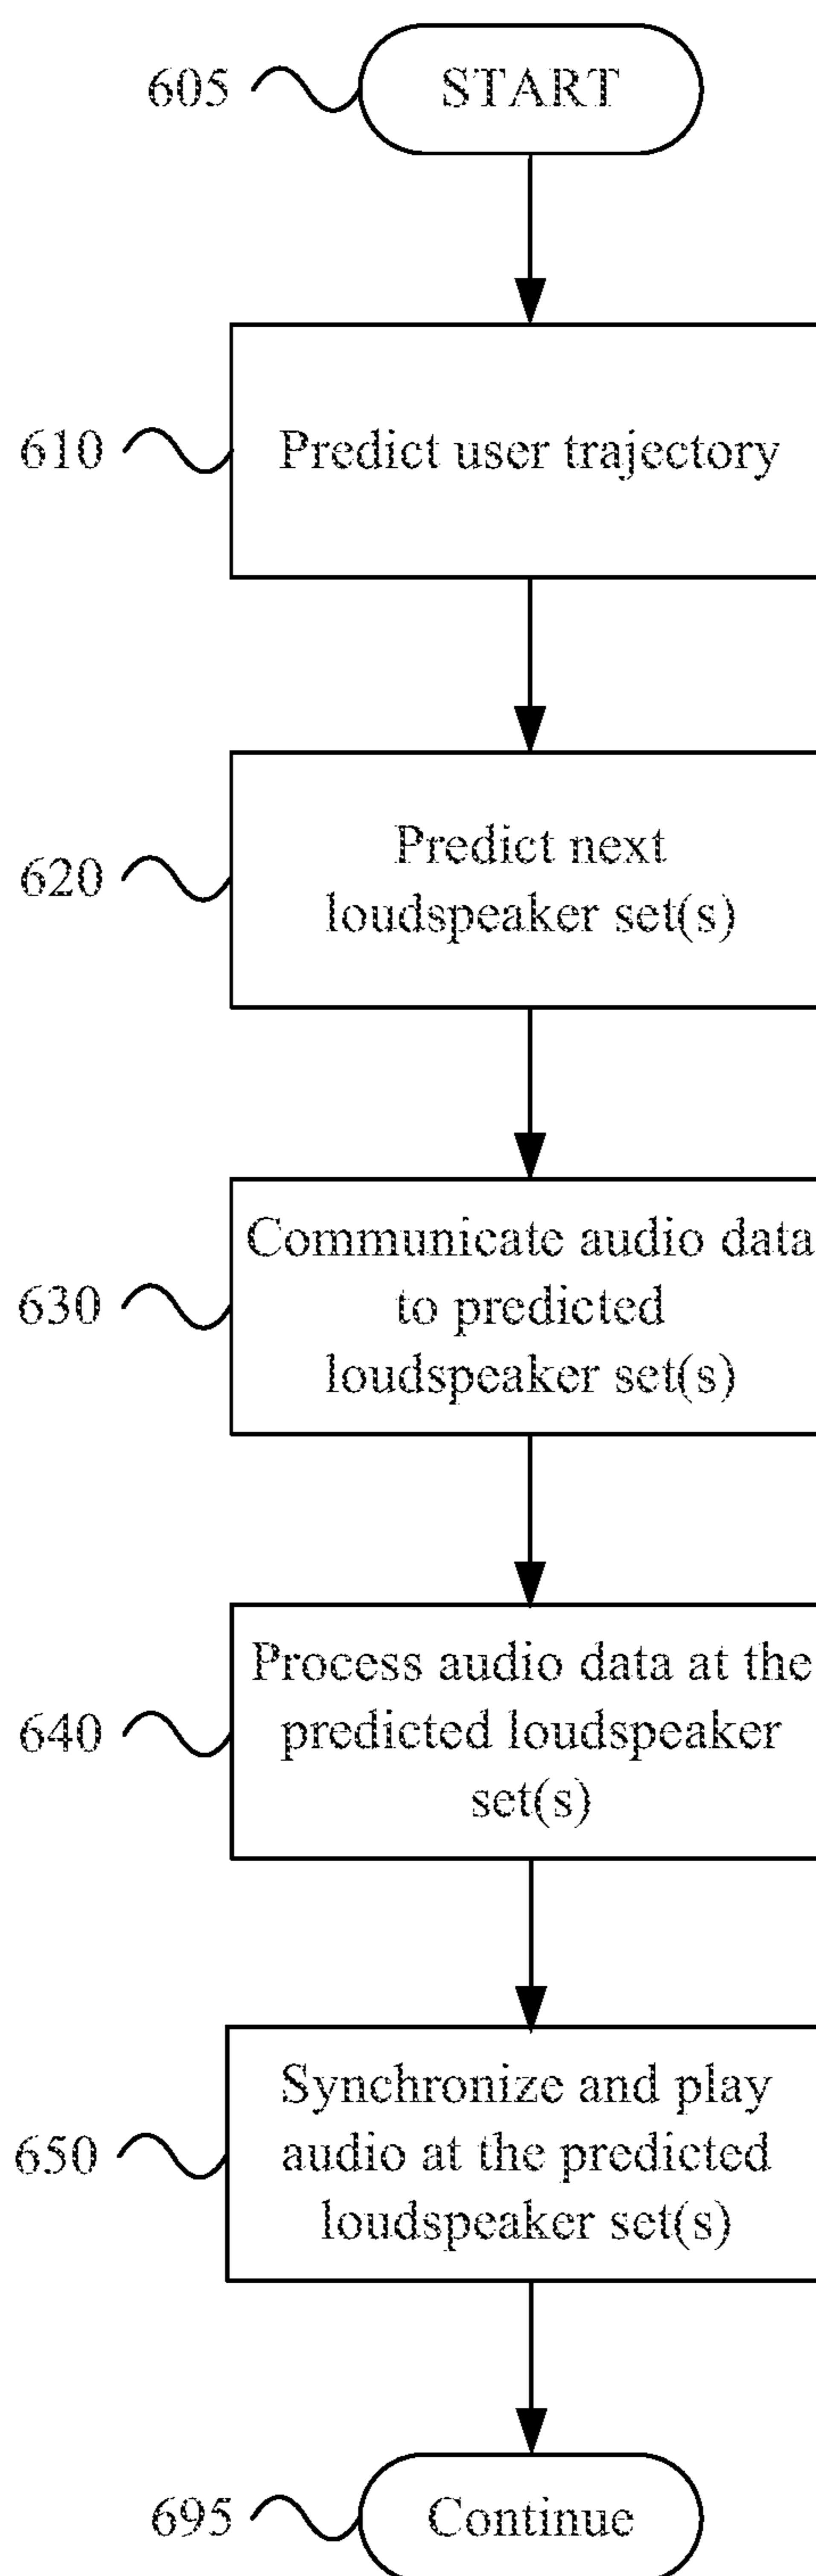 605
START
610
Predict user trajectory
620
Predict next
loudspeaker set(s)
630
Communicate audio data
to predicted
loudspeaker set(s)
640
Process audio data at the
predicted loudspeaker
set(s)
650
Synchronize and play
audio at the predicted
loudspeaker set(s)
695
Continue